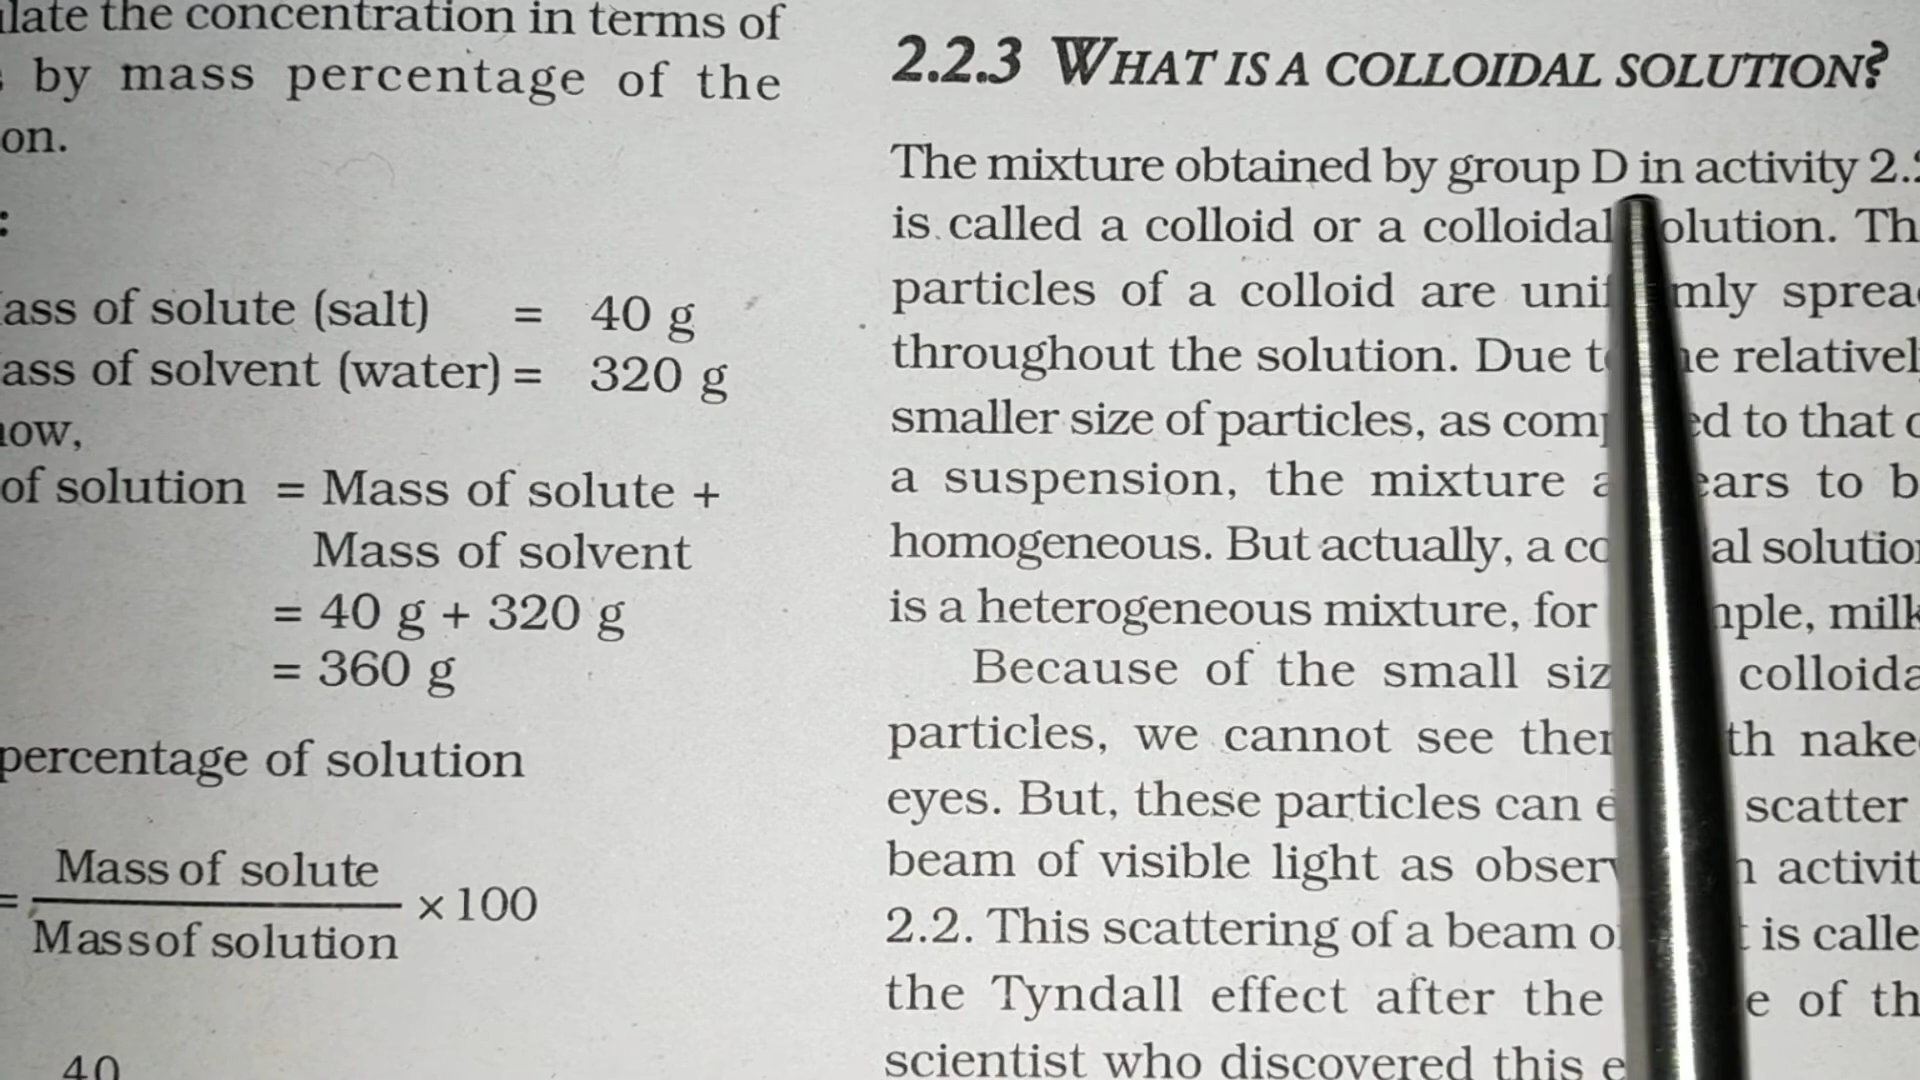 late the concentration in terms of
by mass percentage of the
on.
:
ass of solute (salt) = 40 g
ass of solvent (water) = 320 g
now,
of solution = Mass of solute +
Mass of solvent
= 40 g + 320 g
= 360 g
percentage of solution
= Mass of solute
Mass of solution × 100
40
2.2.3 WHAT IS A COLLOIDAL SOLUTION?
The mixture obtained by group D in activity 2.2
is called a colloid or a colloidal olution. Th
particles of a colloid are uni mly sprea
throughout the solution. Due t e relativel
smaller size of particles, as com ed to that o
a suspension, the mixture a ears to b
homogeneous. But actually, a co al solutio
is a heterogeneous mixture, for mple, milk
Because of the small siz colloida
particles, we cannot see the th nake
eyes. But, these particles can e scatter
beam of visible light as obser n activit
2.2. This scattering of a beam o t is calle
the Tyndall effect after the e of th
scientist who discovered this e